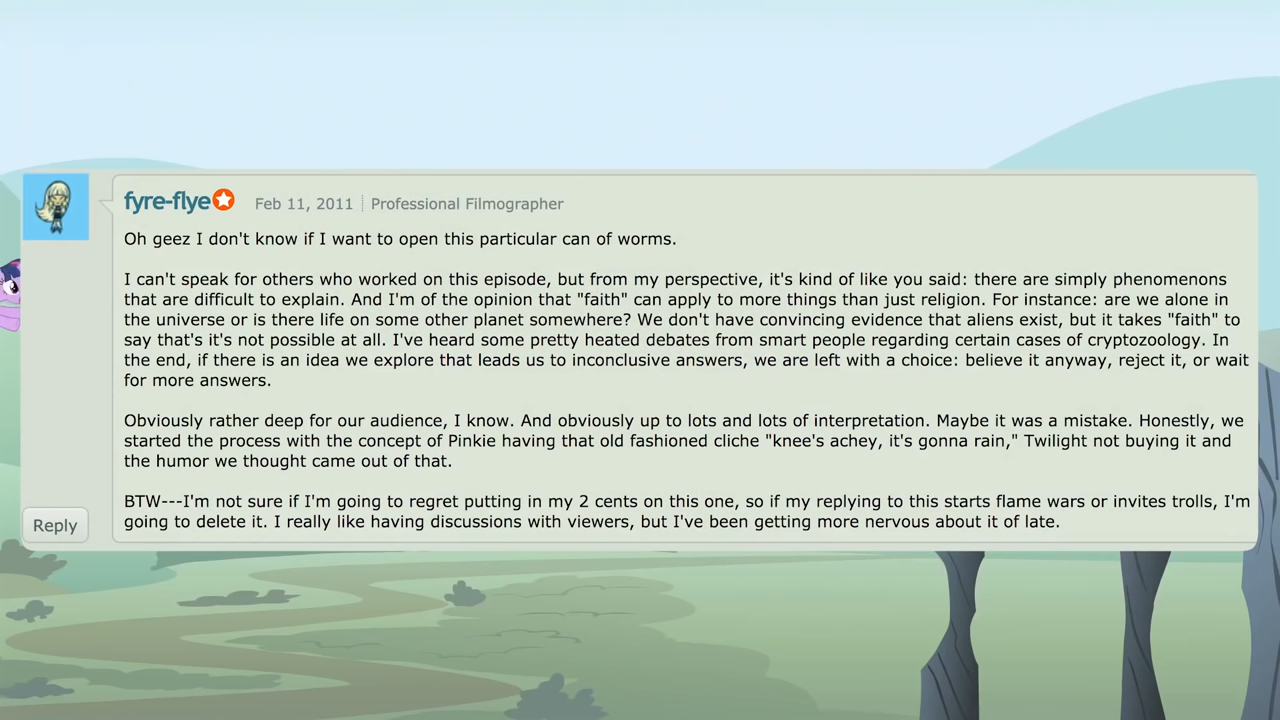 fyre-flye Feb 11, 2011 Professional Filmographer
Oh geez I don't know if I want to open this particular can of worms.
I can't speak for others who worked on this episode, but from my perspective, it's kind of like you said: there are simply phenomenons
that are difficult to explain. And I'm of the opinion that "faith" can apply to more things than just religion. For instance: are we alone in
the universe or is there life on some other planet somewhere? We don't have convincing evidence that aliens exist, but it takes "faith" to
say that's it's not possible at all. I've heard some pretty heated debates from smart people regarding certain cases of cryptozoology. In
the end, if there is an idea we explore that leads us to inconclusive answers, we are left with a choice: believe it anyway, reject it, or wait
for more answers.
Obviously rather deep for our audience, I know. And obviously up to lots and lots of interpretation. Maybe it was a mistake. Honestly, we
started the process with the concept of Pinkie having that old fashioned cliche "knee's achey, it's gonna rain," Twilight not buying it and
the humor we thought came out of that.
BTW---I'm not sure if I'm going to regret putting in my 2 cents on this one, so if my replying to this starts flame wars or invites trolls, I'm
going to delete it. I really like having discussions with viewers, but I've been getting more nervous about it of late.
Reply